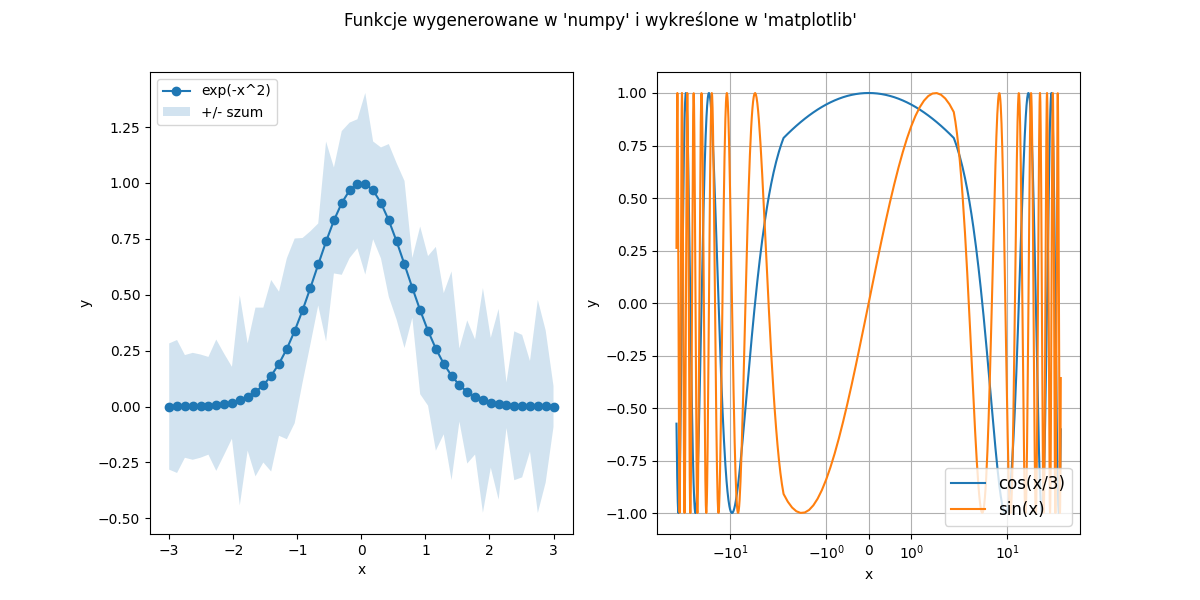 Funkcje wygenerowane w 'numpy' i wykreślone w 'matplotlib'
exp(-x^2)
+/- szum
1.25
1.00
0.75
0.50
0.25
0.00
−0.25
−0.50
y
−3 −2 −1 0 1 2 3
x
1.00
0.75
0.50
0.25
0.00
−0.25
−0.50
−0.75
−1.00
y
cos(x/3)
sin(x)
−10¹ −10⁰ 0 10⁰ 10¹
x